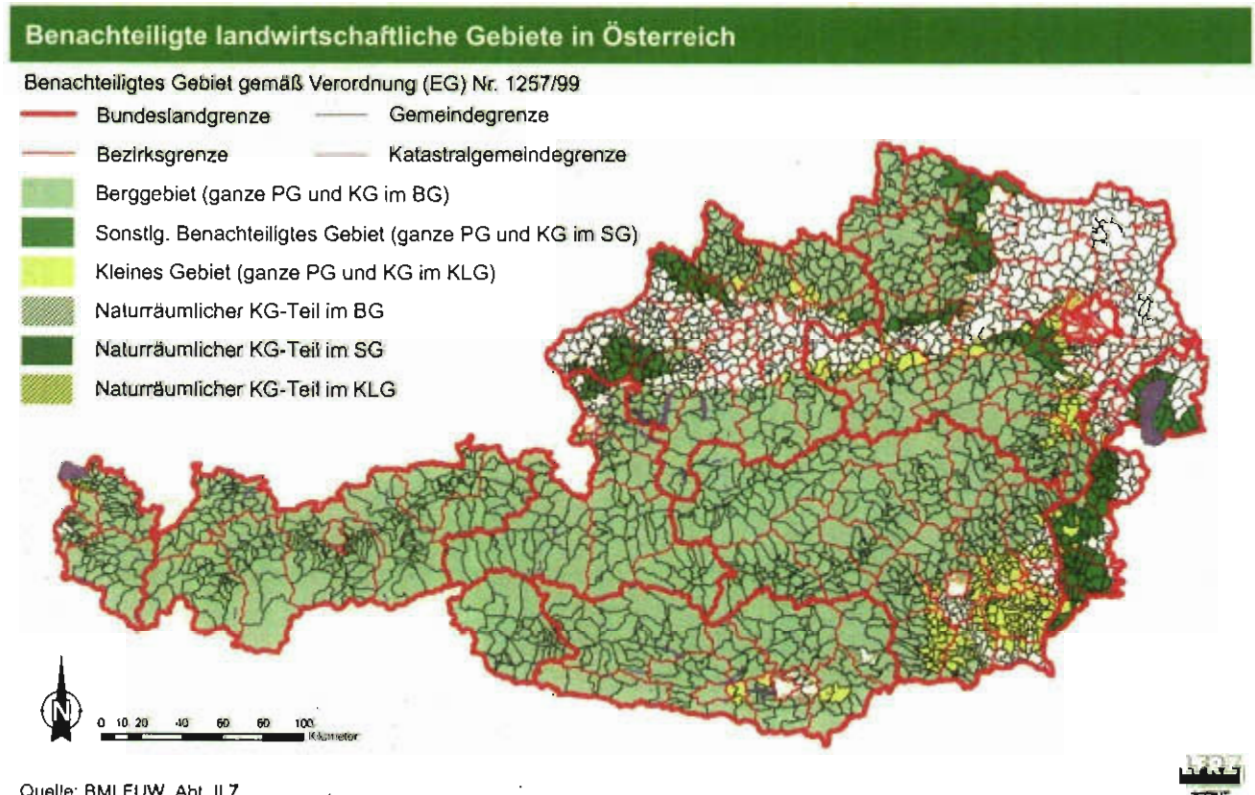 Benachteiligte landwirtschaftliche Gebiete in Österreich
Benachteiligtes Gebiet gemäß Verordnung (EG) Nr. 1257/99
Bundeslandgrenze Gemeindegrenze
Bezirksgrenze Katastralgemeindegrenze
Berggebiet (ganze PG und KG im BG)
Sonstig. Benachteiligtes Gebiet (ganze PG und KG im SG)
Kleines Gebiet (ganze PG und KG im KLG)
Naturräumlicher KG-Teil im BG
Naturräumlicher KG-Teil im SG
Naturräumlicher KG-Teil im KLG
N
0 10 20 40 60 80 100
Kilometer
LFRZ
Quelle: BMLFUW, Abt. II 7